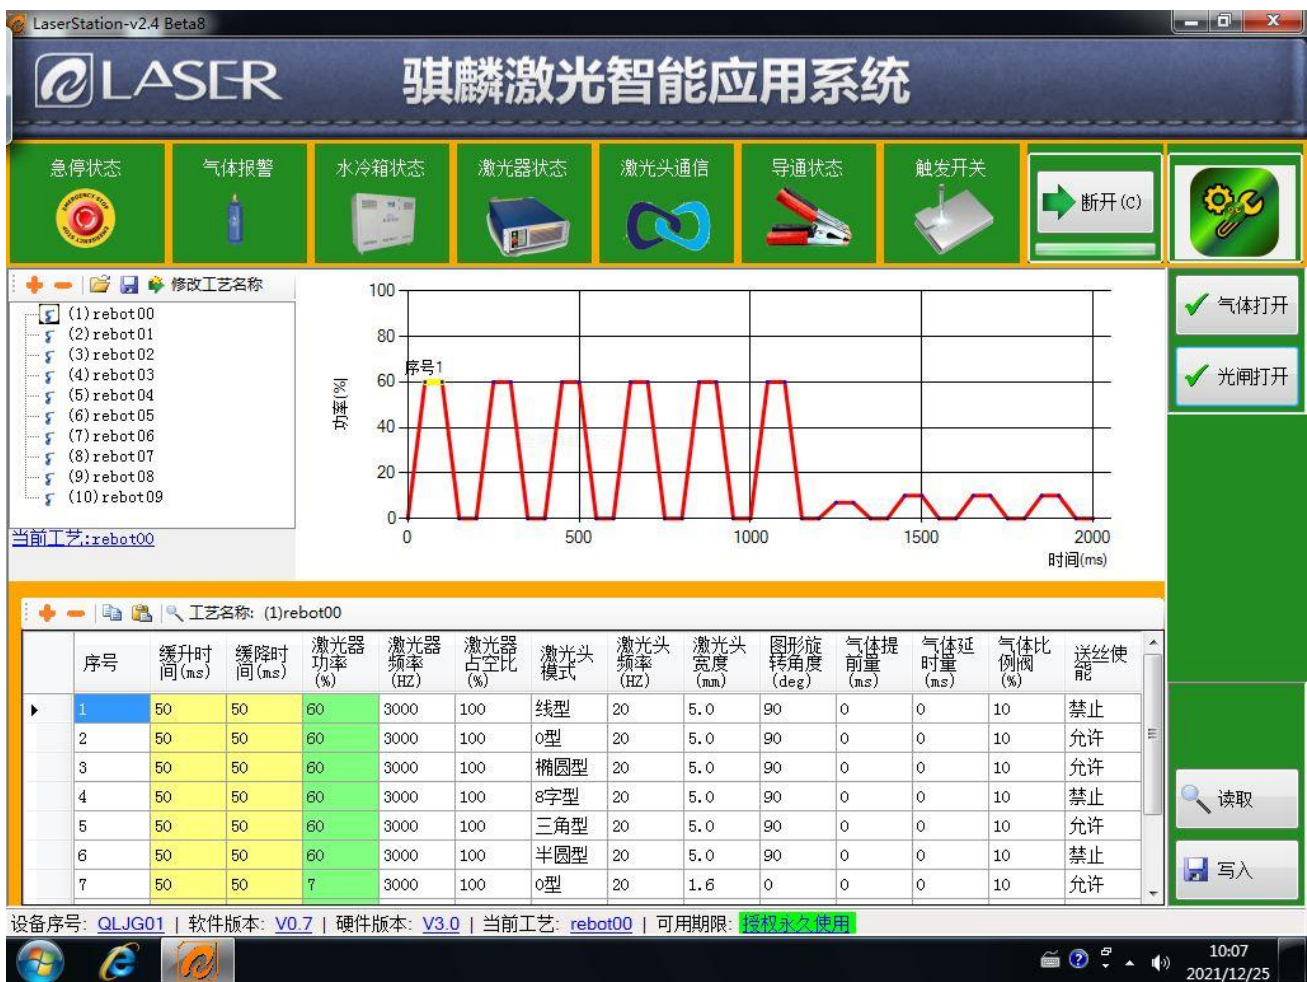 LaserStation-v2.4 Beta8
LASER 骐麟激光智能应用系统
急停状态 气体报警 水冷箱状态 激光器状态 激光头通信 导通状态 触发开关 断开(C)
修改工艺名称
(1)rebot00
(2)rebot01
(3)rebot02
(4)rebot03
(5)rebot04
(6)rebot05
(7)rebot06
(8)rebot07
(9)rebot08
(10)rebot09
当前工艺:rebot00
功率(%)
100
80
60
40
20
0
序号1
0 500 1000 1500 2000
时间(ms)
气体打开
光闸打开
工艺名称: (1)rebot00
序号 缓升时间(ms) 缓降时间(ms) 激光器功率(%) 激光器频率(HZ) 激光器占空比(%) 激光头模式 激光头频率(HZ) 激光头宽度(mm) 图形旋转角度(deg) 气体提前量(ms) 气体延时量(ms) 气体比例阀(%) 送丝使能
1 50 50 60 3000 100 线型 20 5.0 90 0 0 10 禁止
2 50 50 60 3000 100 O型 20 5.0 90 0 0 10 允许
3 50 50 60 3000 100 椭圆型 20 5.0 90 0 0 10 允许
4 50 50 60 3000 100 8字型 20 5.0 90 0 0 10 禁止
5 50 50 60 3000 100 三角型 20 5.0 90 0 0 10 允许
6 50 50 60 3000 100 半圆型 20 5.0 90 0 0 10 禁止
7 50 50 7 3000 100 O型 20 1.6 0 0 0 10 允许
读取
写入
设备序号: QLJG01 | 软件版本: V0.7 | 硬件版本: V3.0 | 当前工艺: rebot00 | 可用期限: 授权永久使用
10:07
2021/12/25